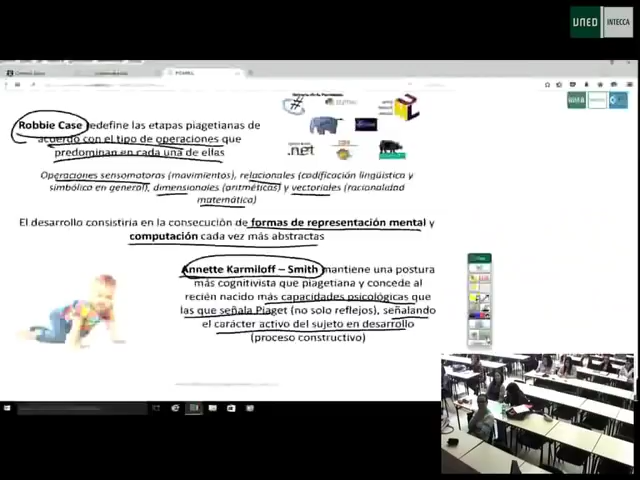 UNED
INTECCA
Robbie Case redefine las etapas piagetianas de
acuerdo con el tipo de operaciones que
predominan en cada una de ellas
.net
Operaciones sensomotoras (movimientos), relacionales (codificación lingüística y
simbólica en general), dimensionales (aritméticas) y vectoriales (racionalidad
matemática)
El desarrollo consistiría en la consecución de formas de representación mental y
computación cada vez más abstractas
Annette Karmiloff – Smith mantiene una postura
más cognitivista que piagetiana y concede al
recién nacido más capacidades psicológicas que
las que señala Piaget (no solo reflejos), señalando
el carácter activo del sujeto en desarrollo
(proceso constructivo)